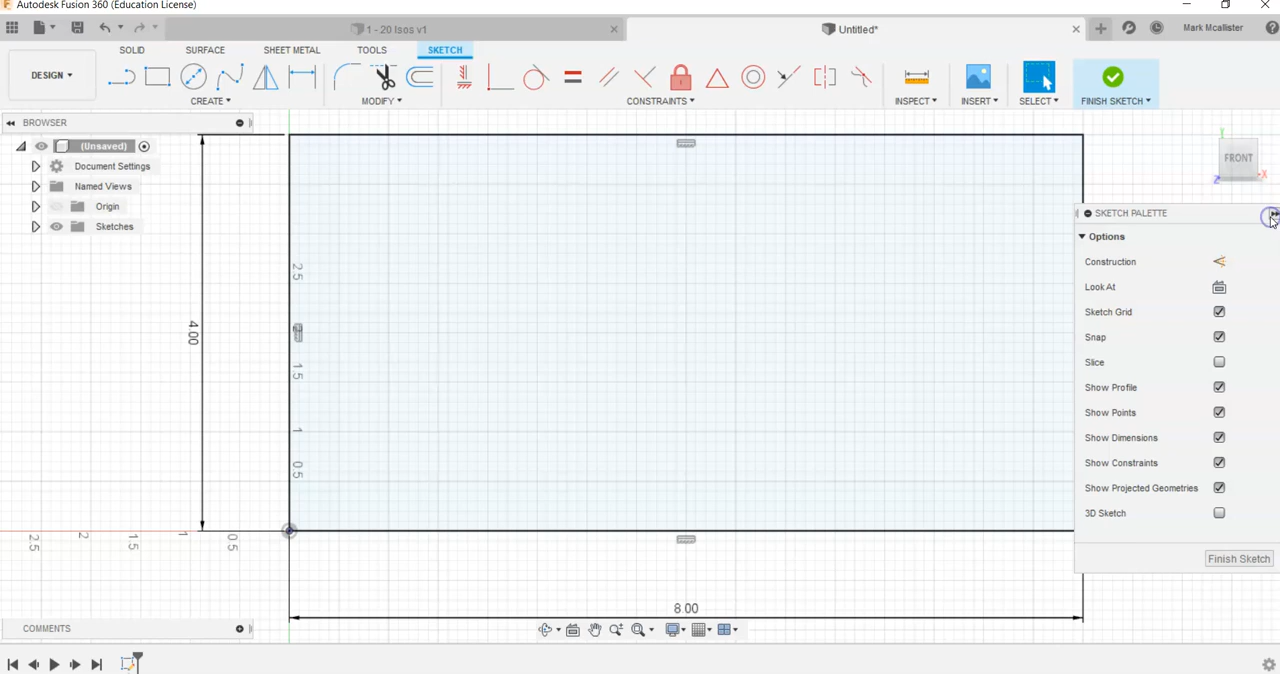 Autodesk Fusion 360 (Education License)
1 - 20 Isos v1
Untitled*
Mark Mcallister
SOLID SURFACE SHEET METAL TOOLS SKETCH
DESIGN
CREATE MODIFY CONSTRAINTS INSPECT INSERT SELECT FINISH SKETCH
BROWSER
(Unsaved)
Document Settings
Named Views
Origin
Sketches
FRONT
Y
X
Z
SKETCH PALETTE
Options
Construction
Look At
Sketch Grid
Snap
Slice
Show Profile
Show Points
Show Dimensions
Show Constraints
Show Projected Geometries
3D Sketch
Finish Sketch
4.00
2.5
1.5
1
0.5
2.5 2 1.5 1 0.5
8.00
COMMENTS